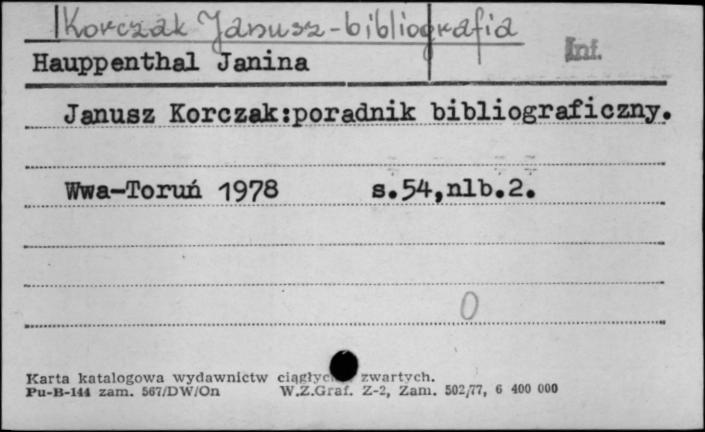 Korczak Janusz-bibliografia
Inf.
Hauppenthal Janina
Janusz Korczak:poradnik bibliograficzny.
Wwa-Toruń 1978 s.54,nlb.2.
0
Karta katalogowa wydawnictw zwartych.
Pu-B-144 zam. 567/DW/On W.Z.Graf. Z-2, Zam. 502/77, 6 400 000